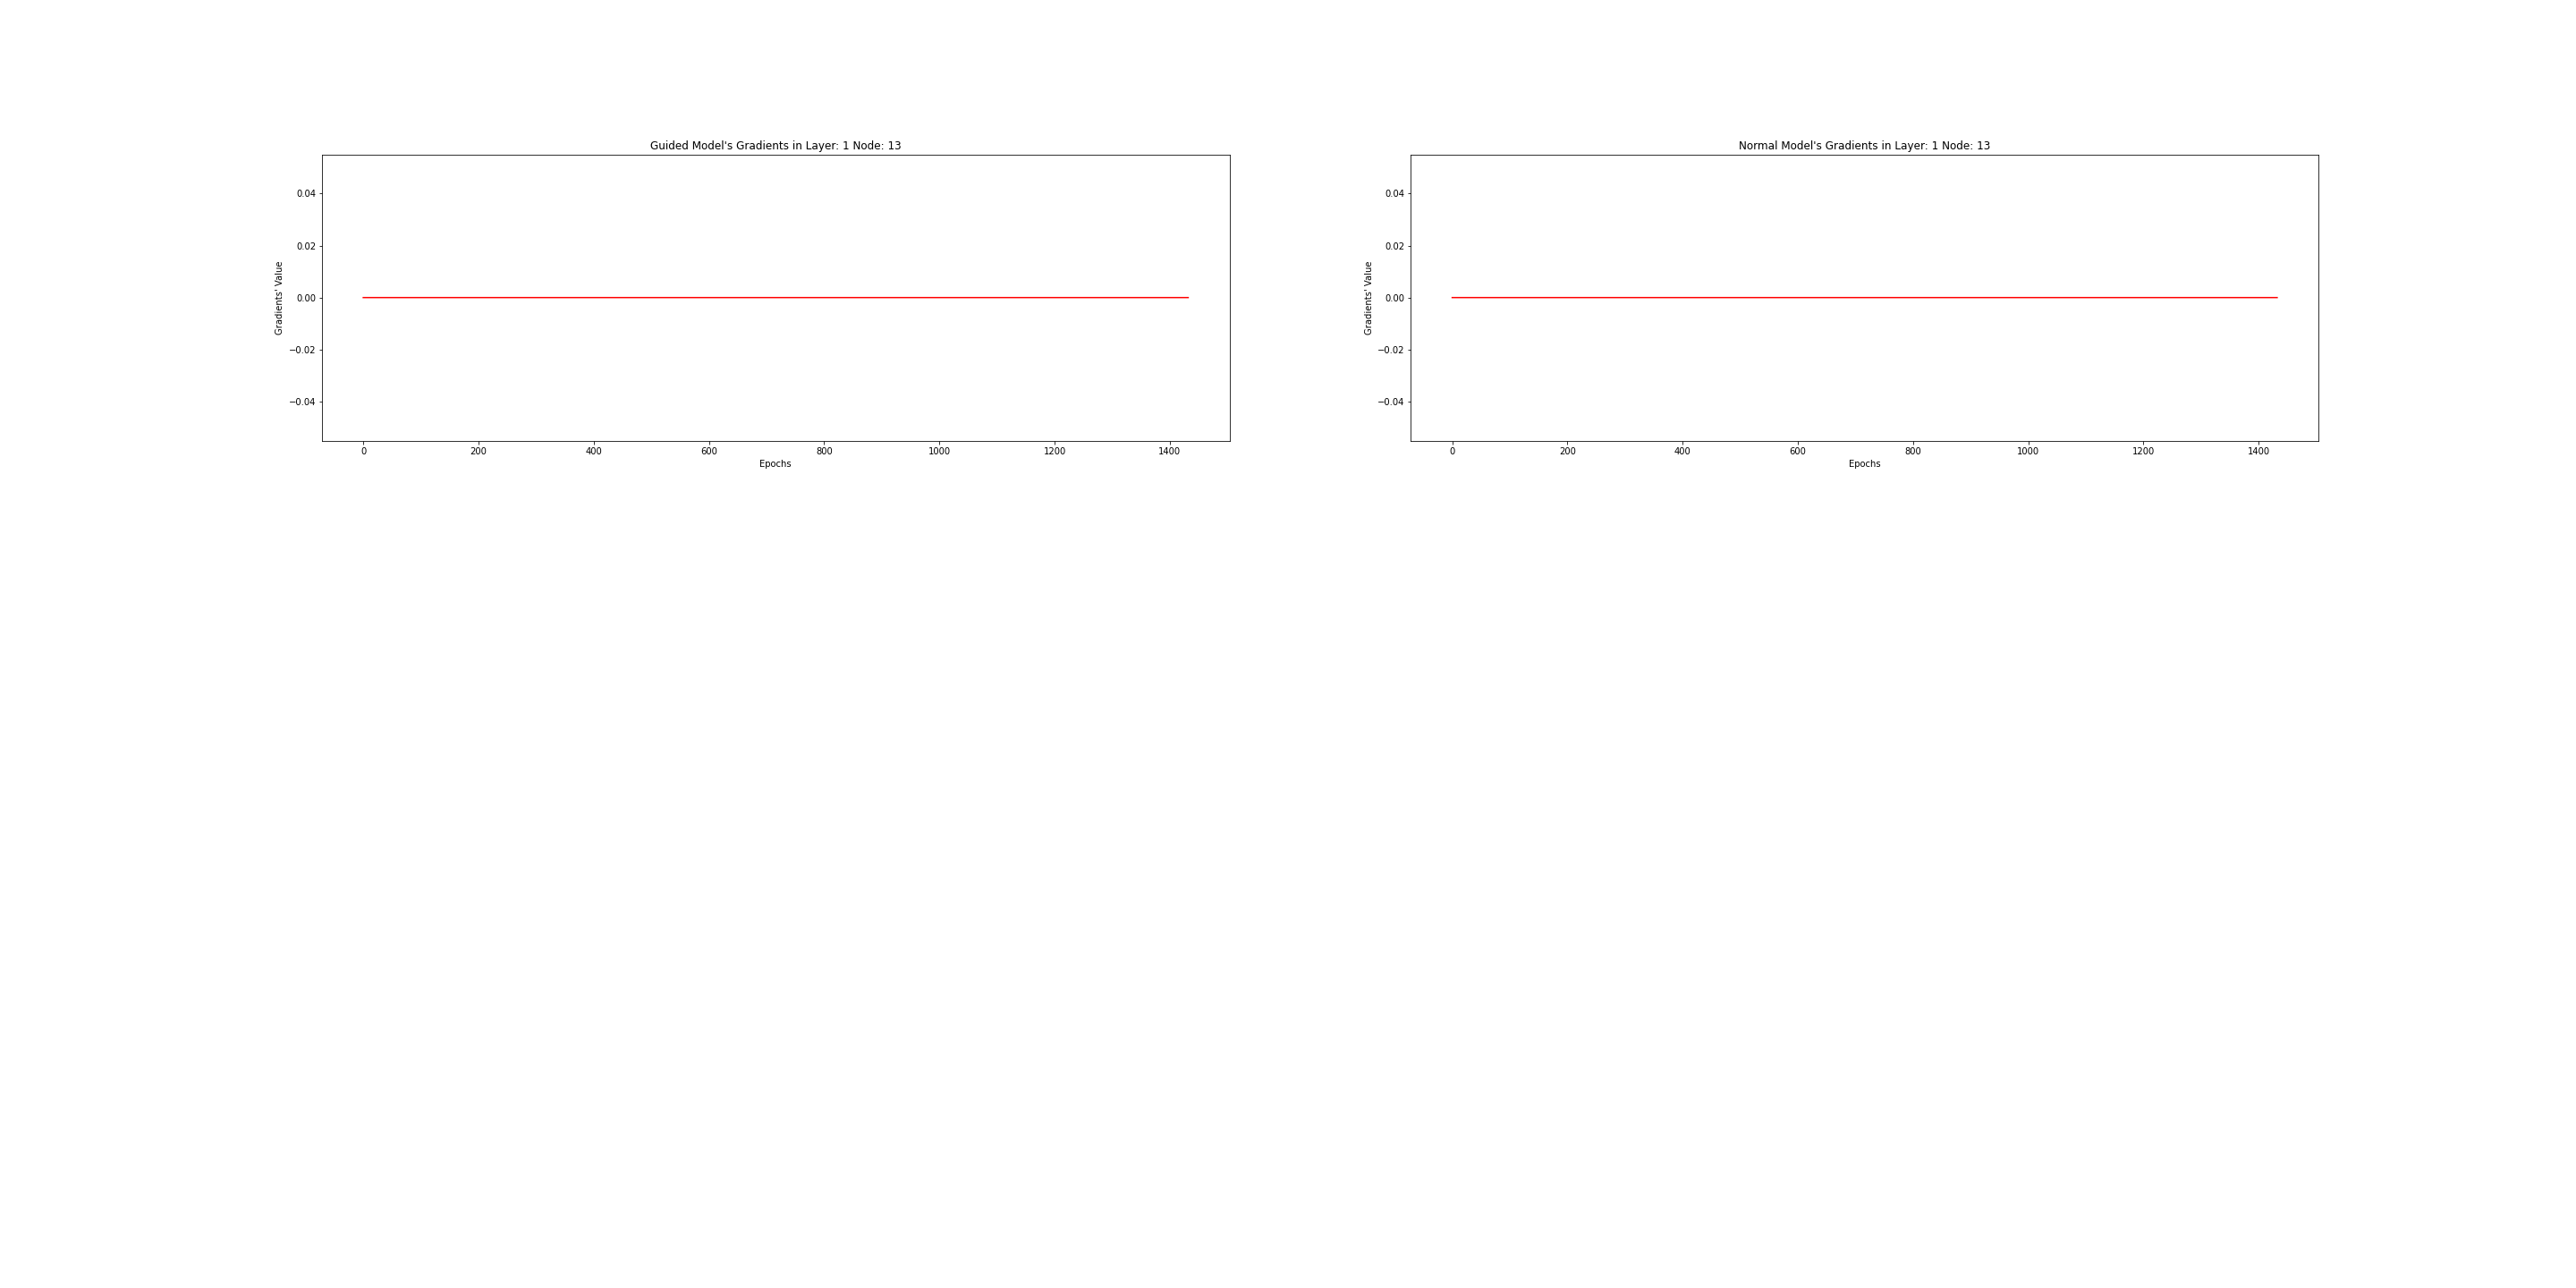 Guided Model's Gradients in Layer: 1 Node: 13
0.04
0.02
0.00
−0.02
−0.04
Gradients' Value
0 200 400 600 800 1000 1200 1400
Epochs
Normal Model's Gradients in Layer: 1 Node: 13
0.04
0.02
0.00
−0.02
−0.04
Gradients' Value
0 200 400 600 800 1000 1200 1400
Epochs